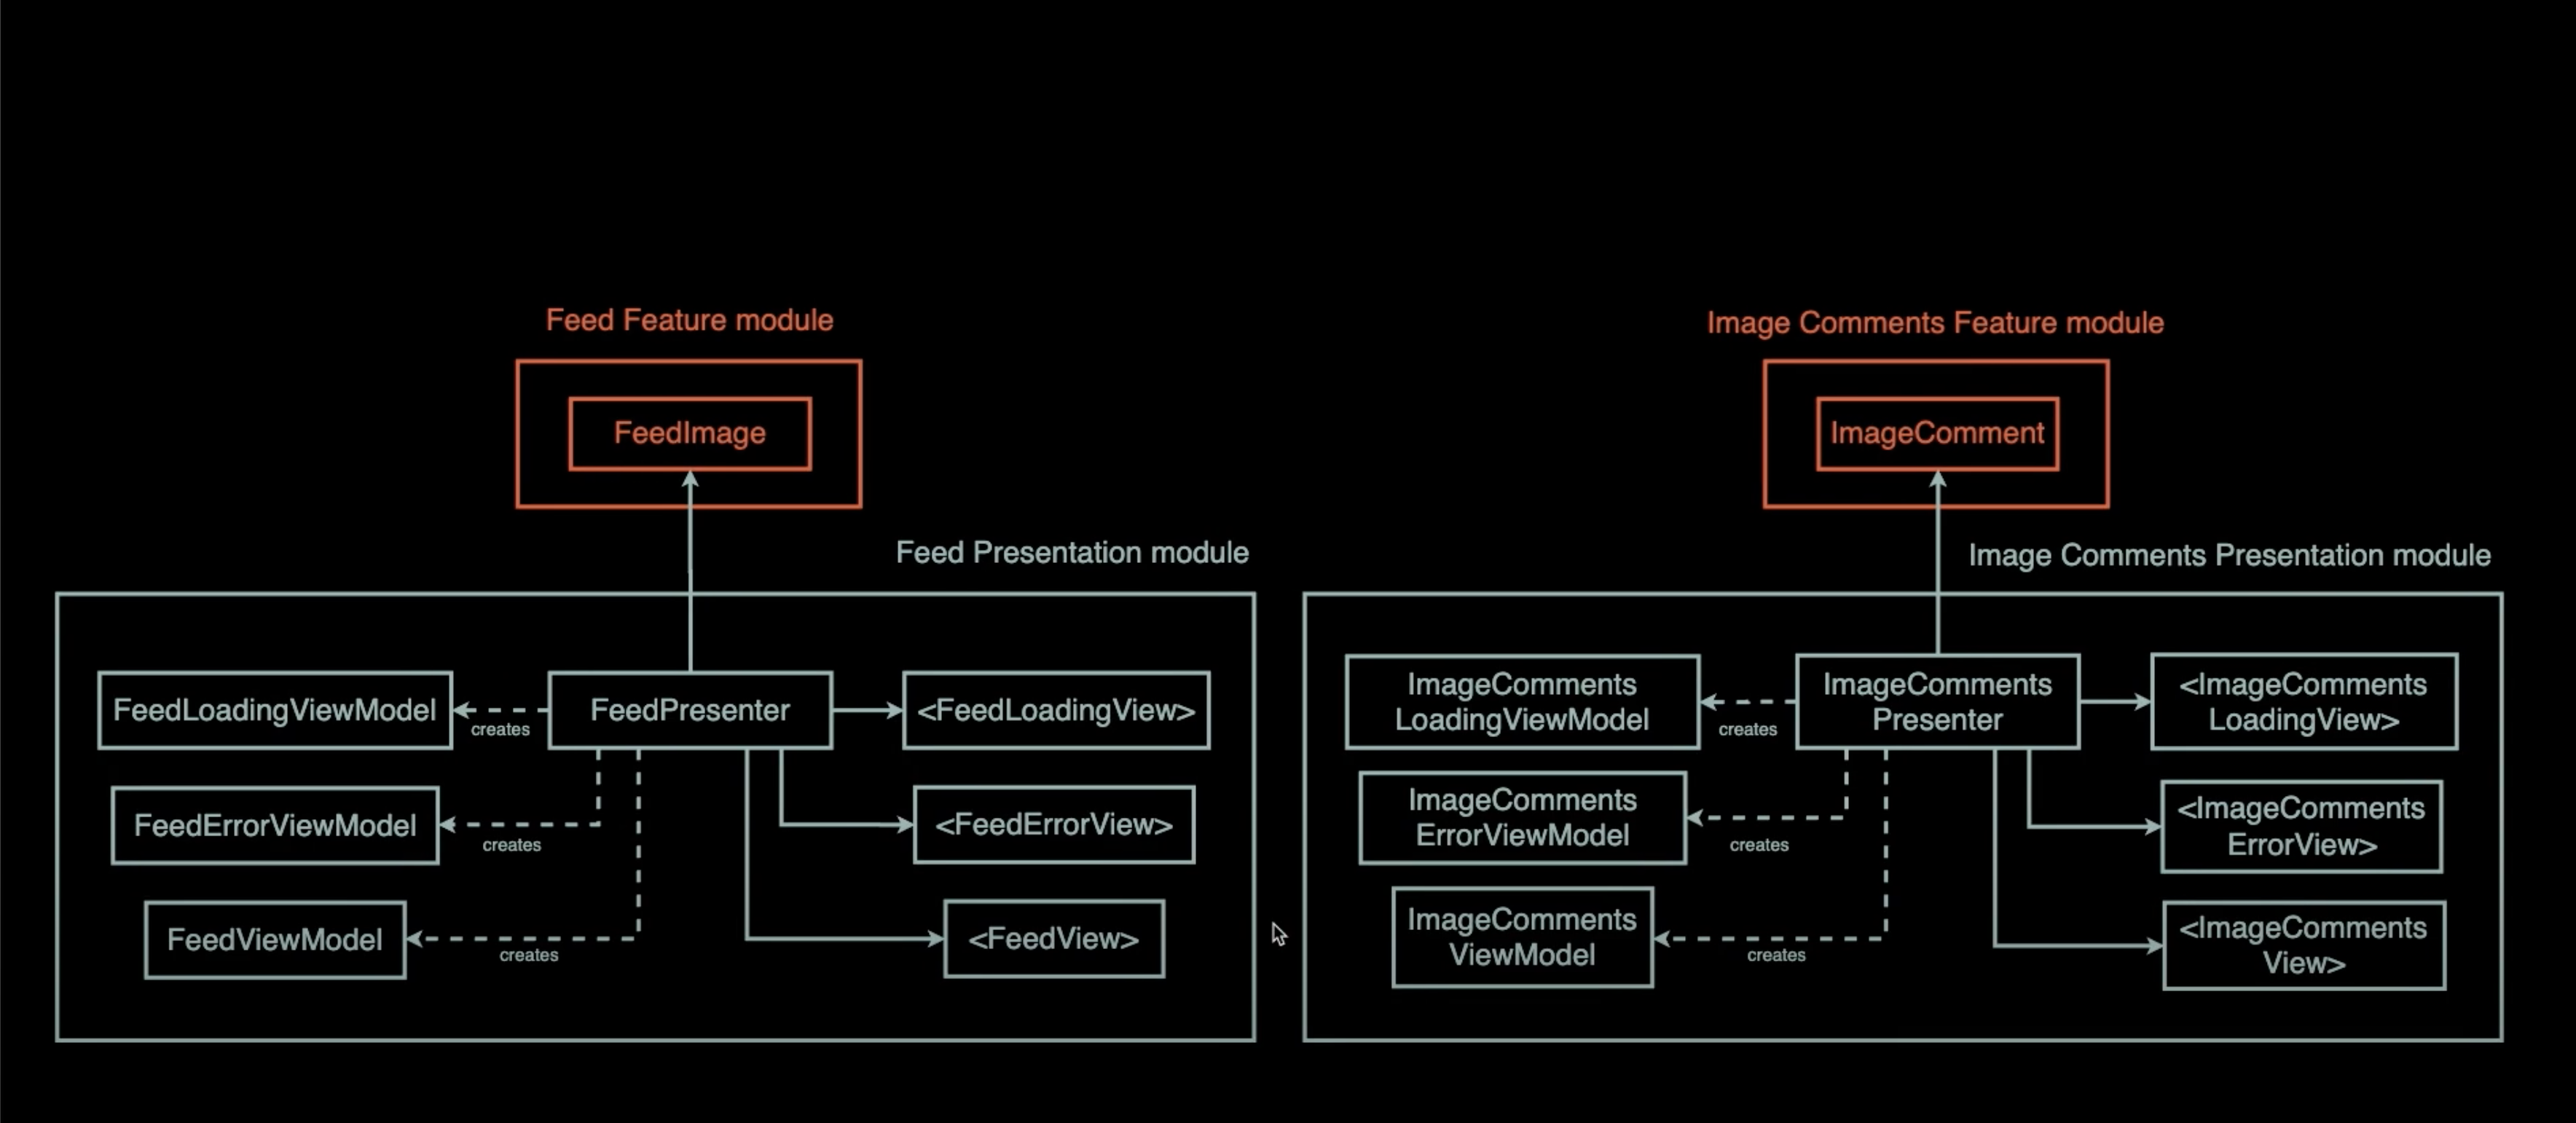 Feed Feature module
FeedImage
Feed Presentation module
FeedLoadingViewModel
creates
FeedPresenter
<FeedLoadingView>
FeedErrorViewModel
creates
<FeedErrorView>
FeedViewModel
creates
<FeedView>
Image Comments Feature module
ImageComment
Image Comments Presentation module
ImageComments
LoadingViewModel
creates
ImageComments
Presenter
<ImageComments
LoadingView>
ImageComments
ErrorViewModel
creates
<ImageComments
ErrorView>
ImageComments
ViewModel
creates
<ImageComments
View>